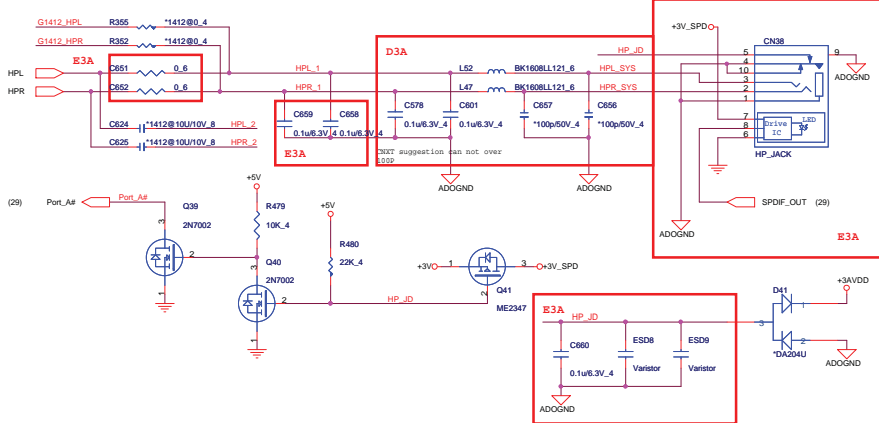 G1412_HPL R355 *1412@0_4
G1412_HPR R352 *1412@0_4
E3A
HPL C651 0_6 HPL_1
HPR C652 0_6 HPR_1
C624 *1412@10U/10V_8 HPL_2
C625 *1412@10U/10V_8 HPR_2
C659 C658
0.1u/6.3V_4 0.1u/6.3V_4
E3A
D3A
HP_JD
L52 BK1608LL121_6 HPL_SYS
L47 BK1608LL121_6 HPR_SYS
C578 C601 C657 C656
0.1u/6.3V_4 0.1u/6.3V_4 *100p/50V_4 *100p/50V_4
CNXT suggestion can not over
100P
ADOGND ADOGND
+3V_SPD
CN38
5
4
10
3
2
1
9
ADOGND
7
8
6
Drive
IC
LED
HP_JACK
ADOGND
SPDIF_OUT (29)
E3A
(29) Port_A# Port_A#
+5V
Q39
2N7002
3
2
1
R479
10K_4
Q40
2N7002
3
2
1
+5V
R480
22K_4
HP_JD
+3V 1 3 +3V_SPD
2
Q41
ME2347
E3A
HP_JD
C660 ESD8 ESD9
0.1u/6.3V_4 Varistor Varistor
ADOGND
D41
+3AVDD
1
3
2
*DA204U
ADOGND